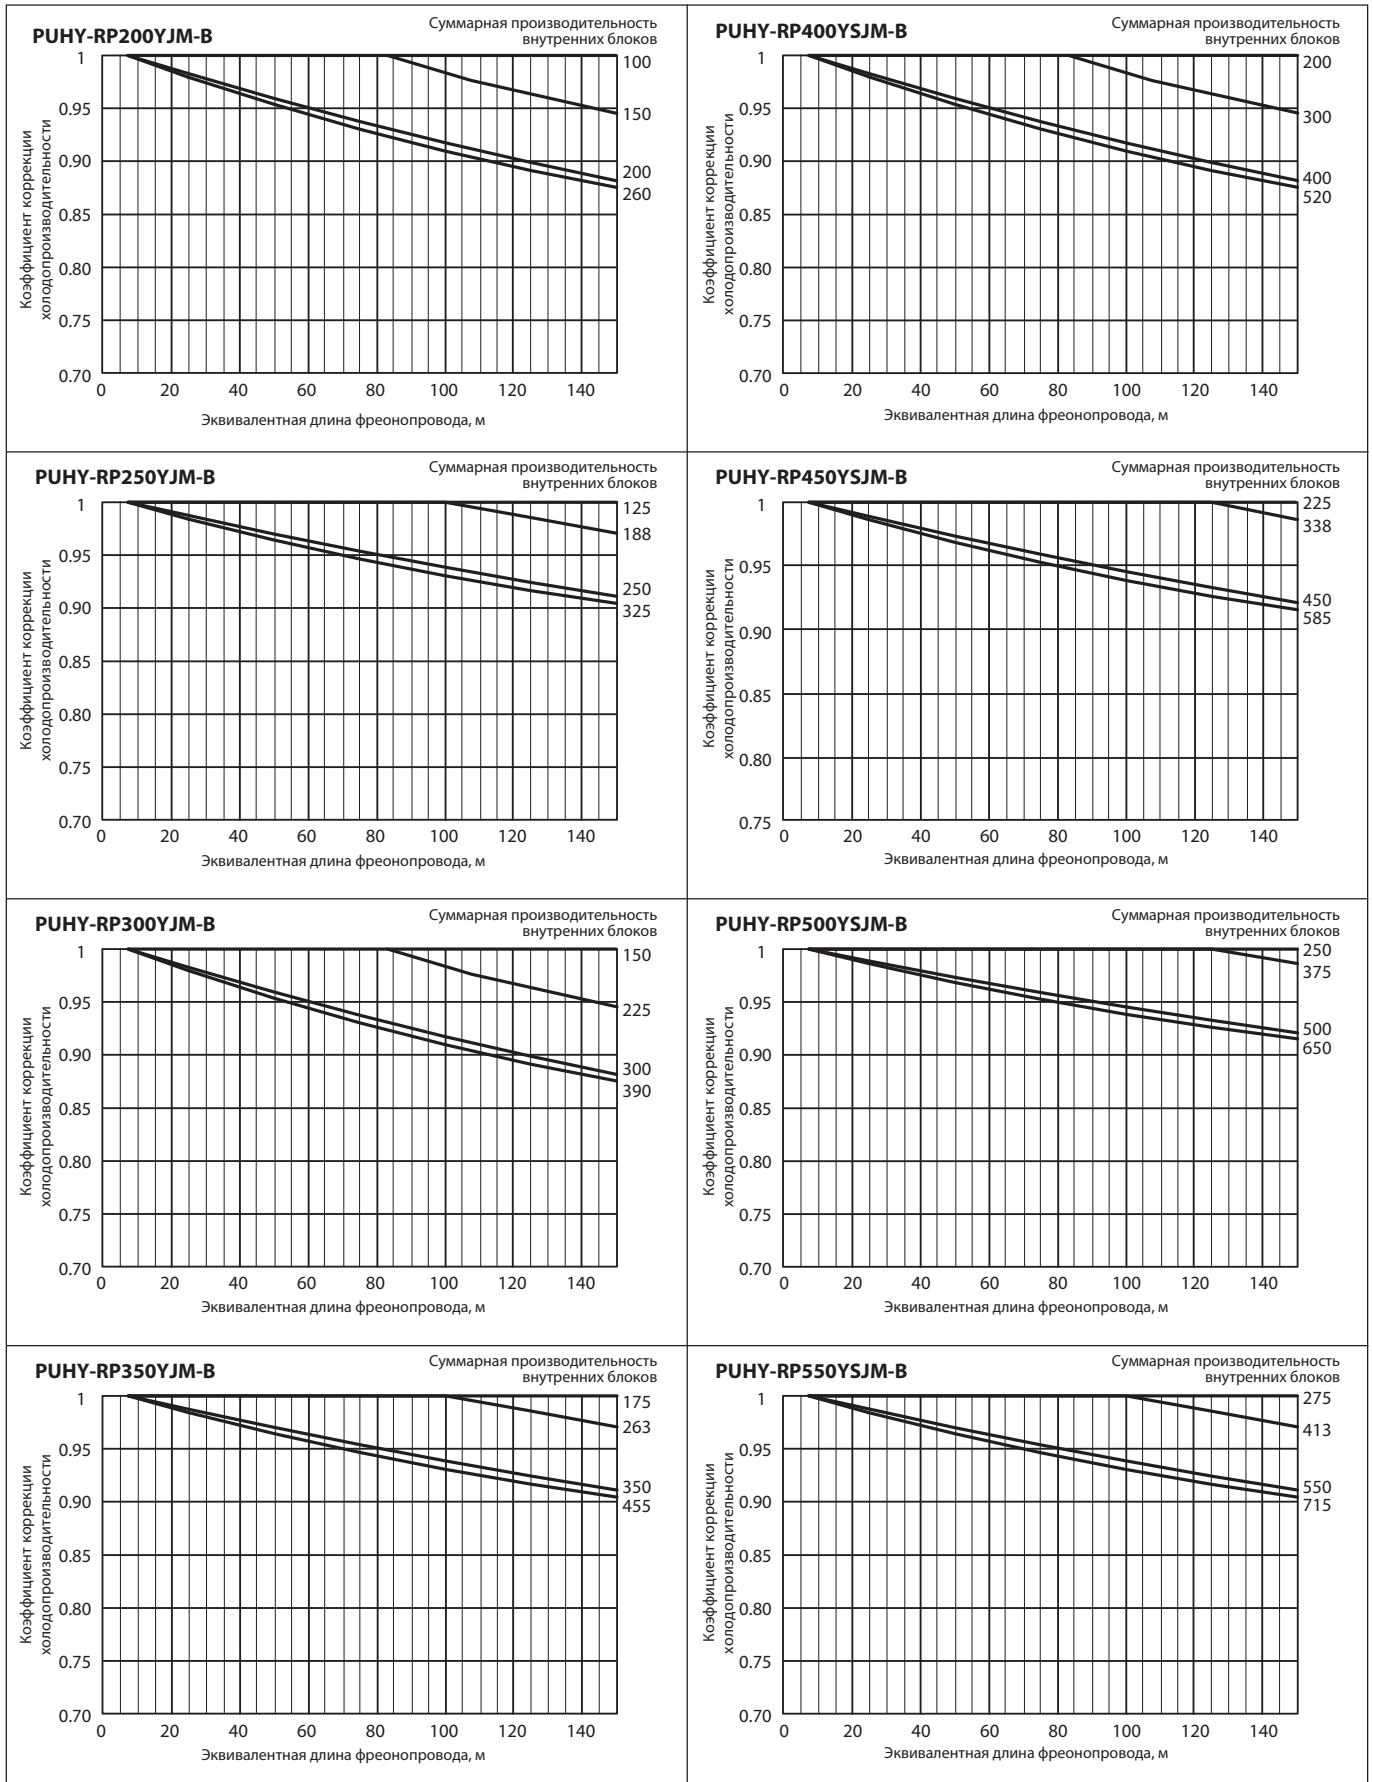 PUHY-RP200YJM-B
Суммарная производительность
внутренних блоков
Коэффициент коррекции
холодопроизводительности
1
0.95
0.90
0.85
0.80
0.75
0.70
100
150
200
260
0 20 40 60 80 100 120 140
Эквивалентная длина фреонопровода, м
PUHY-RP400YSJM-B
Суммарная производительность
внутренних блоков
Коэффициент коррекции
холодопроизводительности
1
0.95
0.90
0.85
0.80
0.75
0.70
200
300
400
520
0 20 40 60 80 100 120 140
Эквивалентная длина фреонопровода, м
PUHY-RP250YJM-B
Суммарная производительность
внутренних блоков
Коэффициент коррекции
холодопроизводительности
1
0.95
0.90
0.85
0.80
0.75
0.70
125
188
250
325
0 20 40 60 80 100 120 140
Эквивалентная длина фреонопровода, м
PUHY-RP450YSJM-B
Суммарная производительность
внутренних блоков
Коэффициент коррекции
холодопроизводительности
1
0.95
0.90
0.85
0.80
0.75
225
338
450
585
0 20 40 60 80 100 120 140
Эквивалентная длина фреонопровода, м
PUHY-RP300YJM-B
Суммарная производительность
внутренних блоков
Коэффициент коррекции
холодопроизводительности
1
0.95
0.90
0.85
0.80
0.75
0.70
150
225
300
390
0 20 40 60 80 100 120 140
Эквивалентная длина фреонопровода, м
PUHY-RP500YSJM-B
Суммарная производительность
внутренних блоков
Коэффициент коррекции
холодопроизводительности
1
0.95
0.90
0.85
0.80
0.75
0.70
250
375
500
650
0 20 40 60 80 100 120 140
Эквивалентная длина фреонопровода, м
PUHY-RP350YJM-B
Суммарная производительность
внутренних блоков
Коэффициент коррекции
холодопроизводительности
1
0.95
0.90
0.85
0.80
0.75
0.70
175
263
350
455
0 20 40 60 80 100 120 140
Эквивалентная длина фреонопровода, м
PUHY-RP550YSJM-B
Суммарная производительность
внутренних блоков
Коэффициент коррекции
холодопроизводительности
1
0.95
0.90
0.85
0.80
0.75
0.70
275
413
550
715
0 20 40 60 80 100 120 140
Эквивалентная длина фреонопровода, м